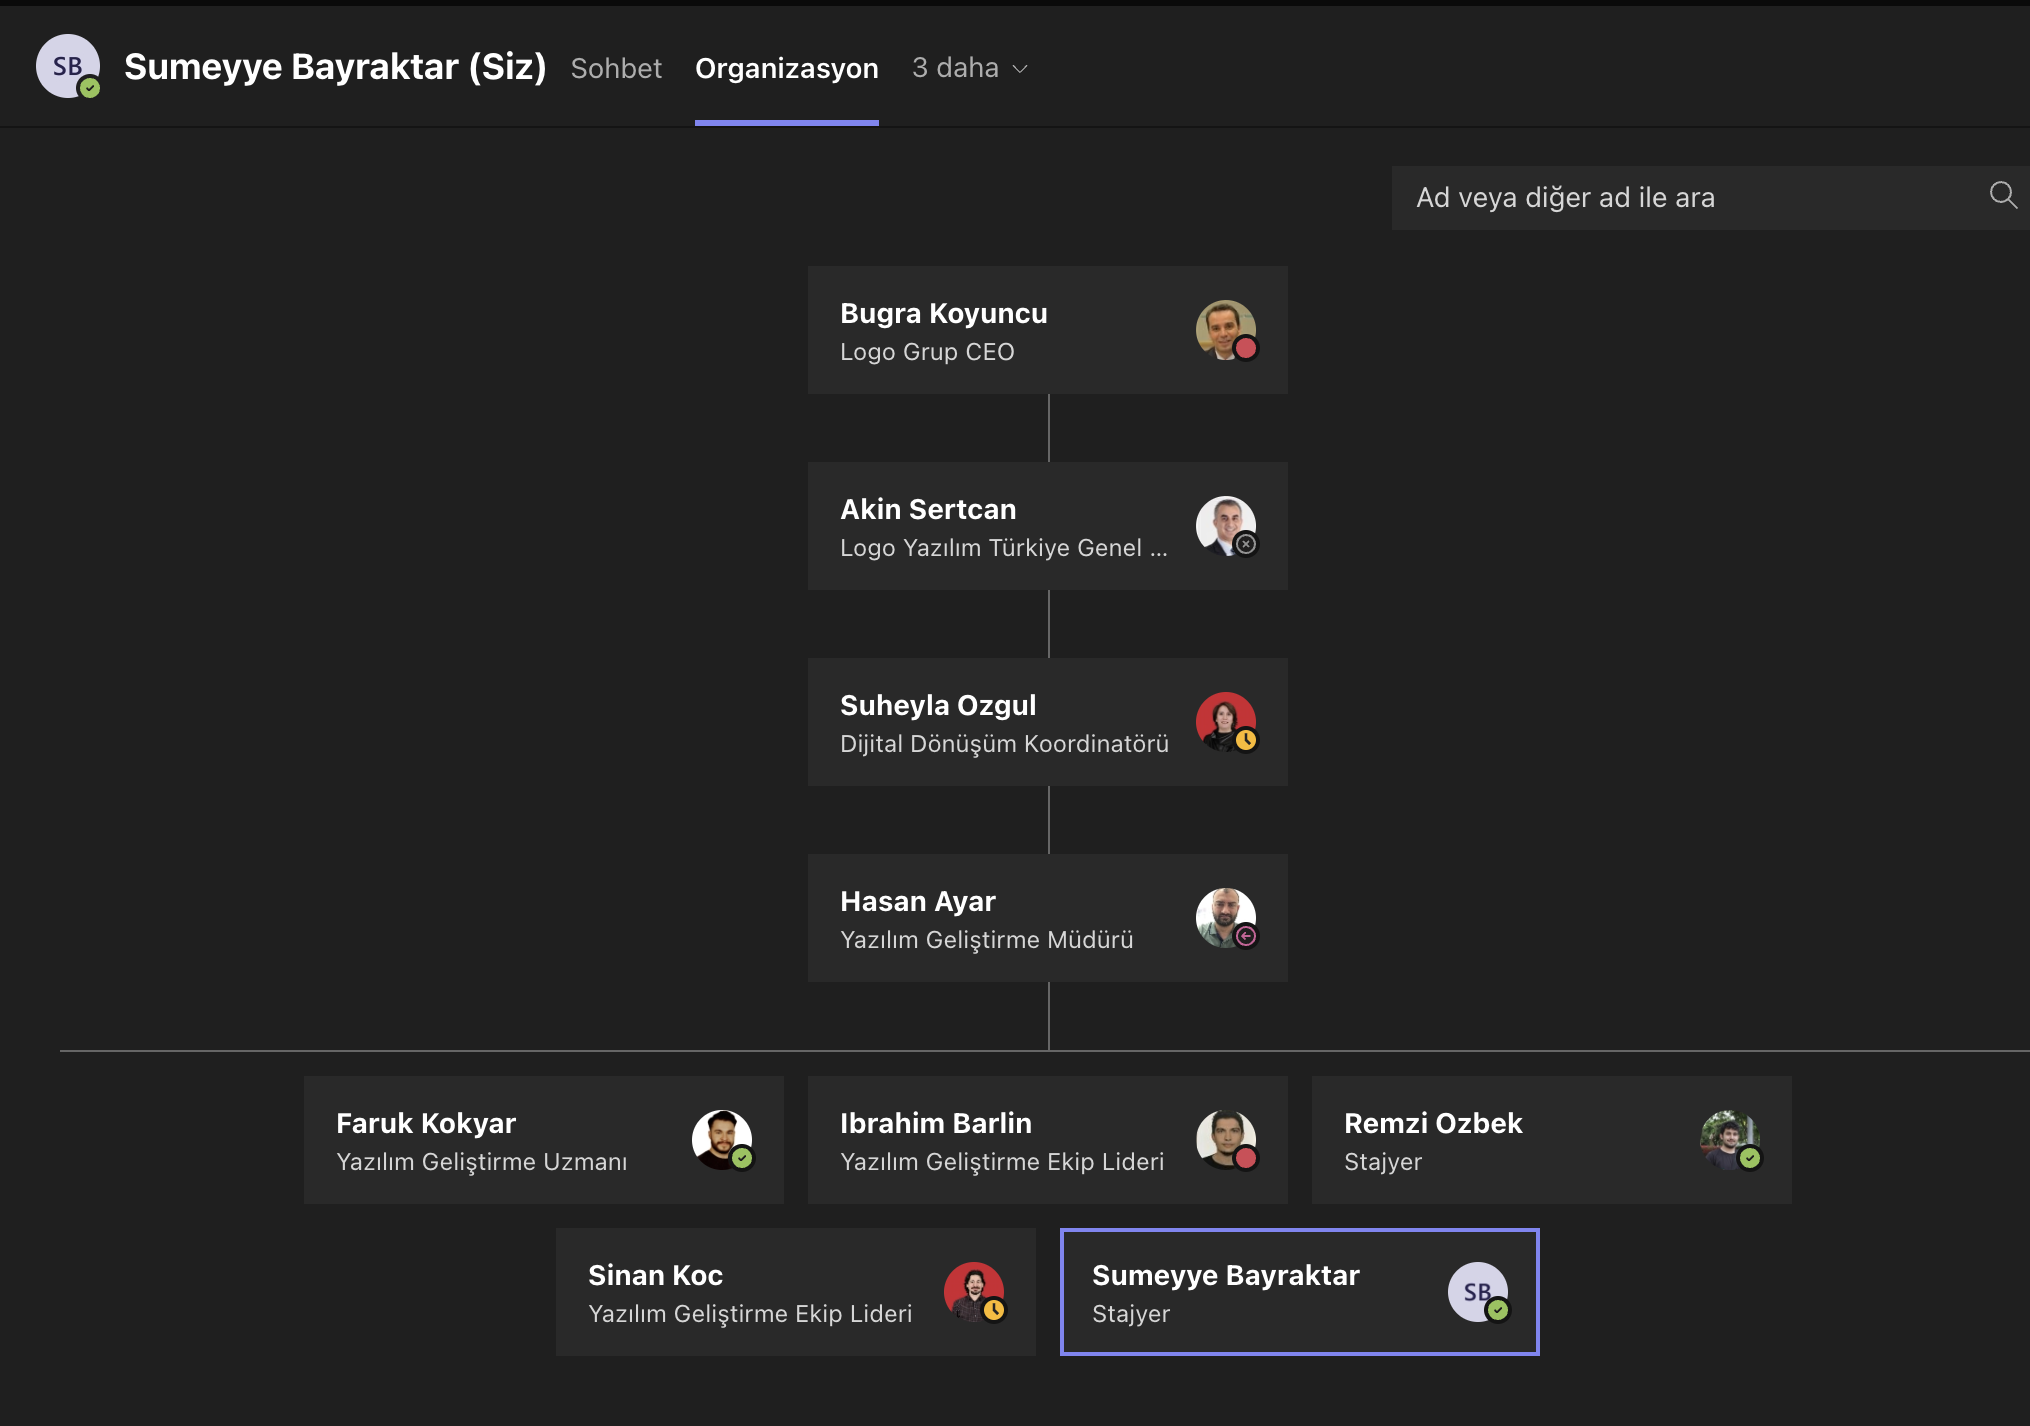 SB
Sumeyye Bayraktar (Siz) Sohbet Organizasyon 3 daha
Ad veya diğer ad ile ara
Bugra Koyuncu
Logo Grup CEO
Akin Sertcan
Logo Yazılım Türkiye Genel ...
Suheyla Ozgul
Dijital Dönüşüm Koordinatörü
Hasan Ayar
Yazılım Geliştirme Müdürü
Faruk Kokyar
Yazılım Geliştirme Uzmanı
Ibrahim Barlin
Yazılım Geliştirme Ekip Lideri
Remzi Ozbek
Stajyer
Sinan Koc
Yazılım Geliştirme Ekip Lideri
Sumeyye Bayraktar
Stajyer
SB